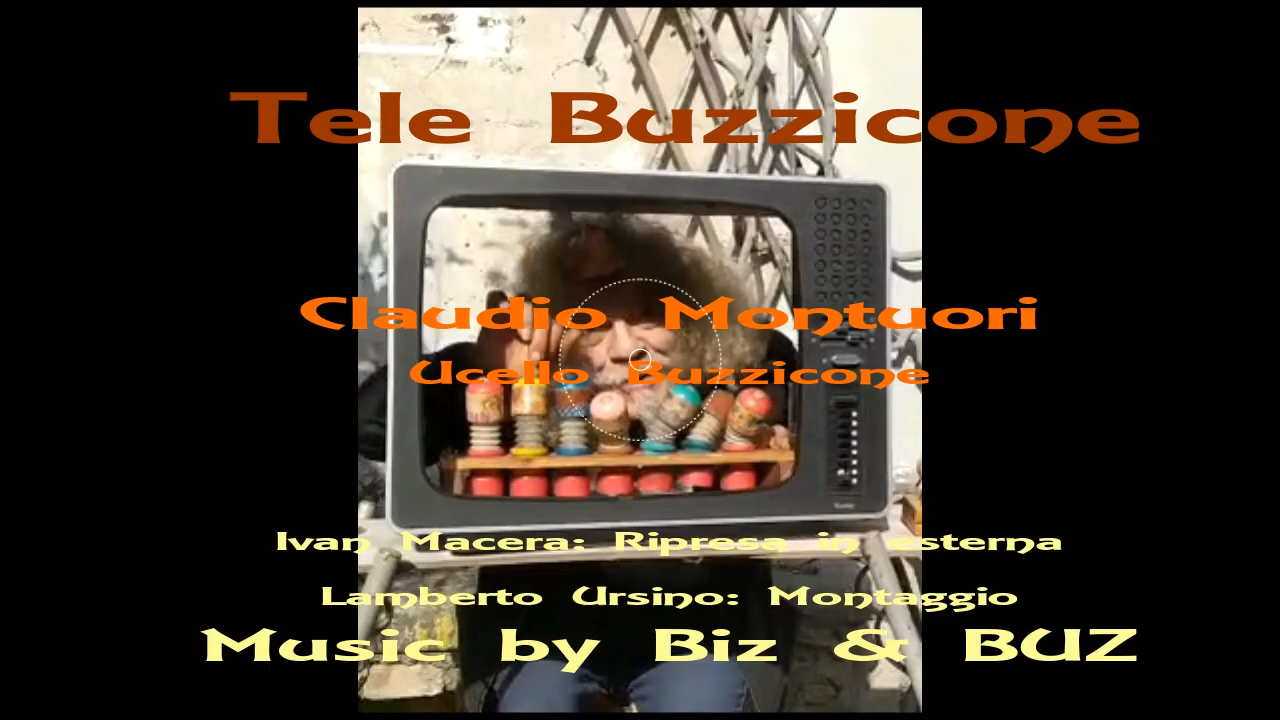 Tele Buzzicone
Claudio Montuori
Ucello Buzzicone
Ivan Macera: Ripresa in esterna
Lamberto Ursino: Montaggio
Music by Biz & BUZ